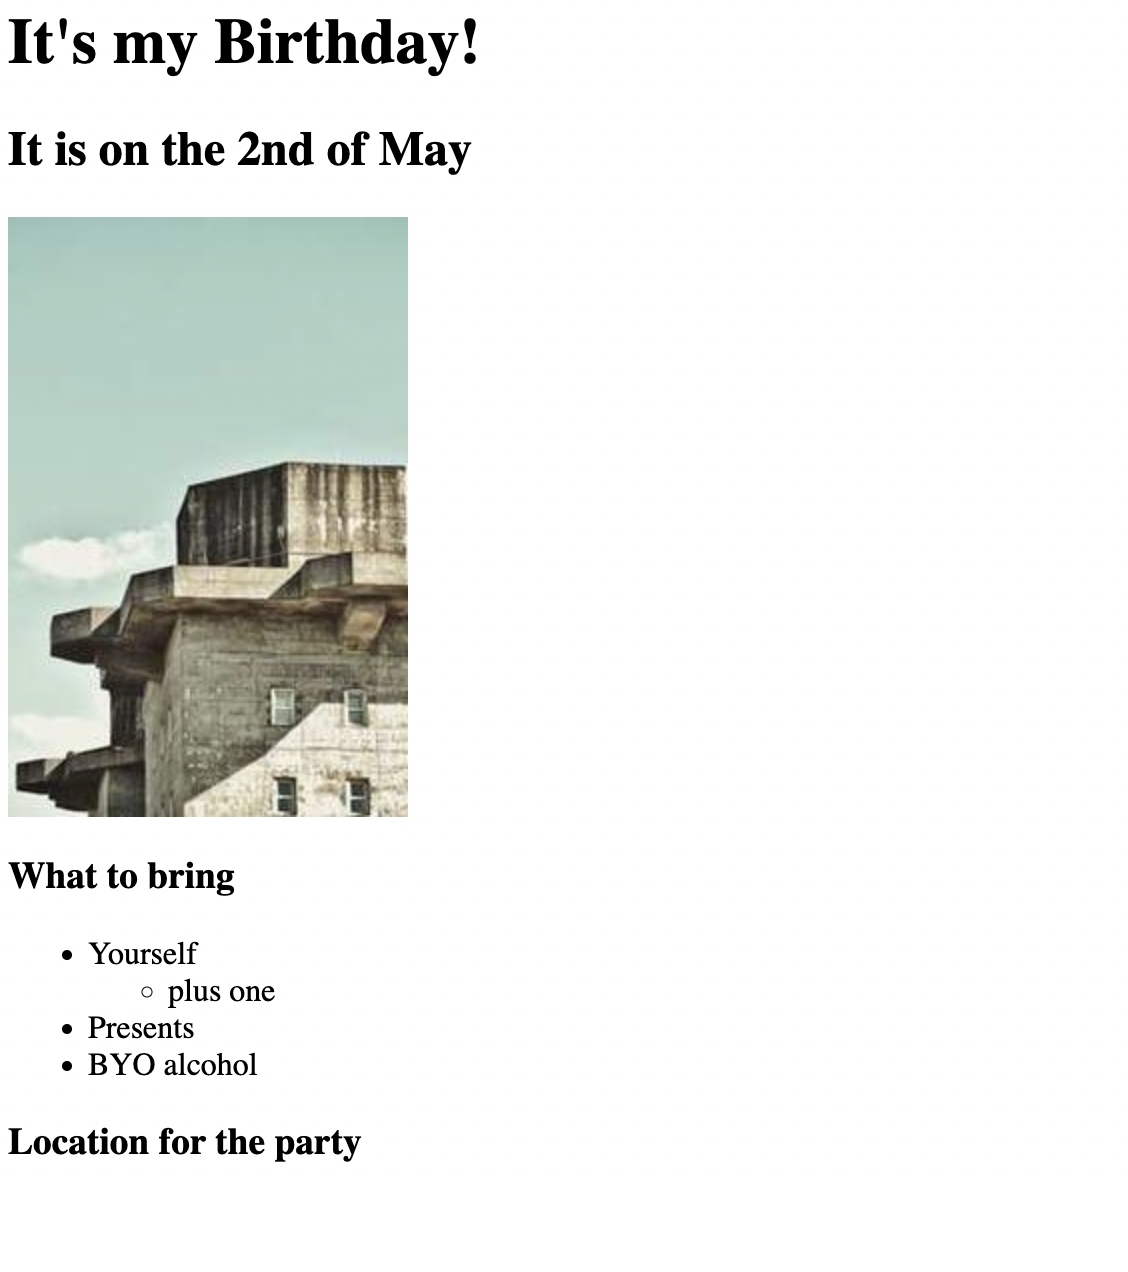 It's my Birthday!
It is on the 2nd of May
What to bring
Yourself
plus one
Presents
BYO alcohol
Location for the party